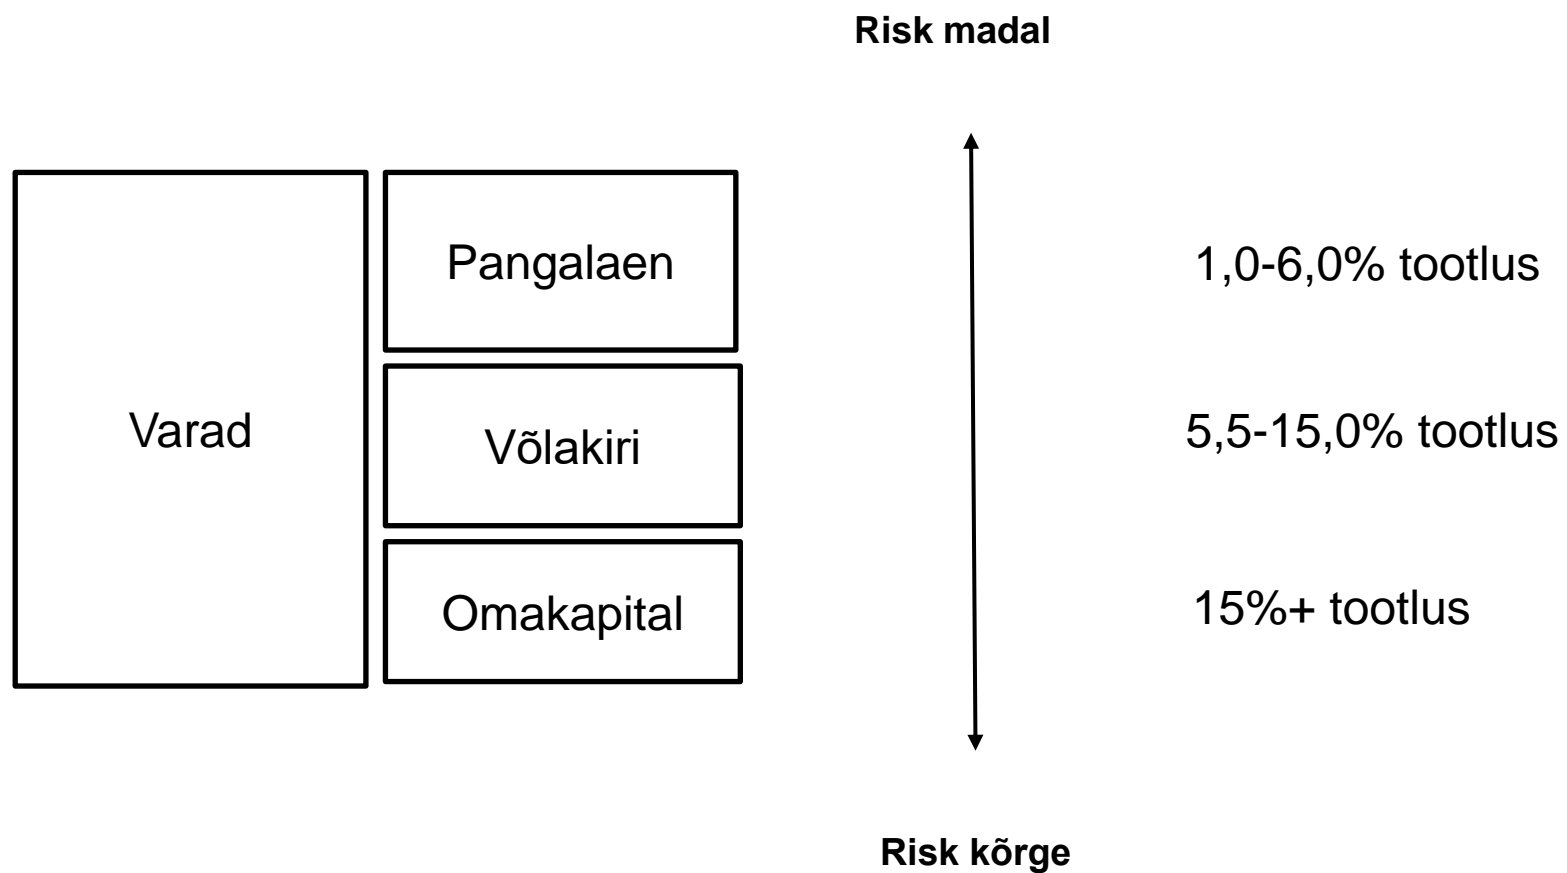 Risk madal
Pangalaen
1,0-6,0% tootlus
Varad
Võlakiri
5,5-15,0% tootlus
Omakapital
15%+ tootlus
Risk kõrge